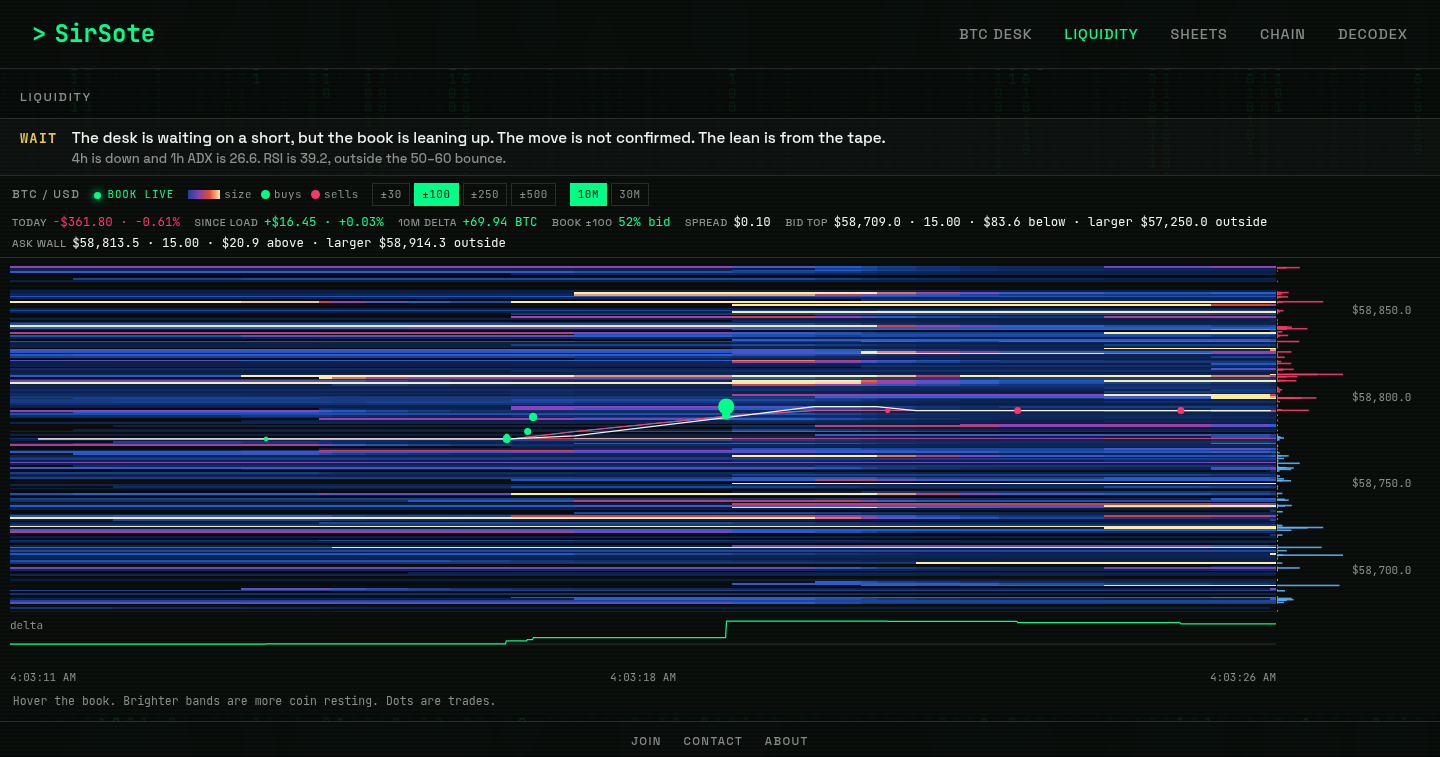 > SirSote
BTC DESK LIQUIDITY SHEETS CHAIN DECODEX
LIQUIDITY
WAIT The desk is waiting on a short, but the book is leaning up. The move is not confirmed. The lean is from the tape.
4h is down and 1h ADX is 26.6. RSI is 39.2, outside the 50–60 bounce.
BTC / USD BOOK LIVE size buys sells ±30 ±100 ±250 ±500 10M 30M
TODAY -$361.80 · -0.61% SINCE LOAD +$16.45 · +0.03% 10M DELTA +69.94 BTC BOOK ±100 52% bid SPREAD $0.10 BID TOP $58,709.0 · 15.00 · $83.6 below · larger $57,250.0 outside
ASK WALL $58,813.5 · 15.00 · $20.9 above · larger $58,914.3 outside
$58,850.0
$58,800.0
$58,750.0
$58,700.0
delta
4:03:11 AM 4:03:18 AM 4:03:26 AM
Hover the book. Brighter bands are more coin resting. Dots are trades.
JOIN CONTACT ABOUT